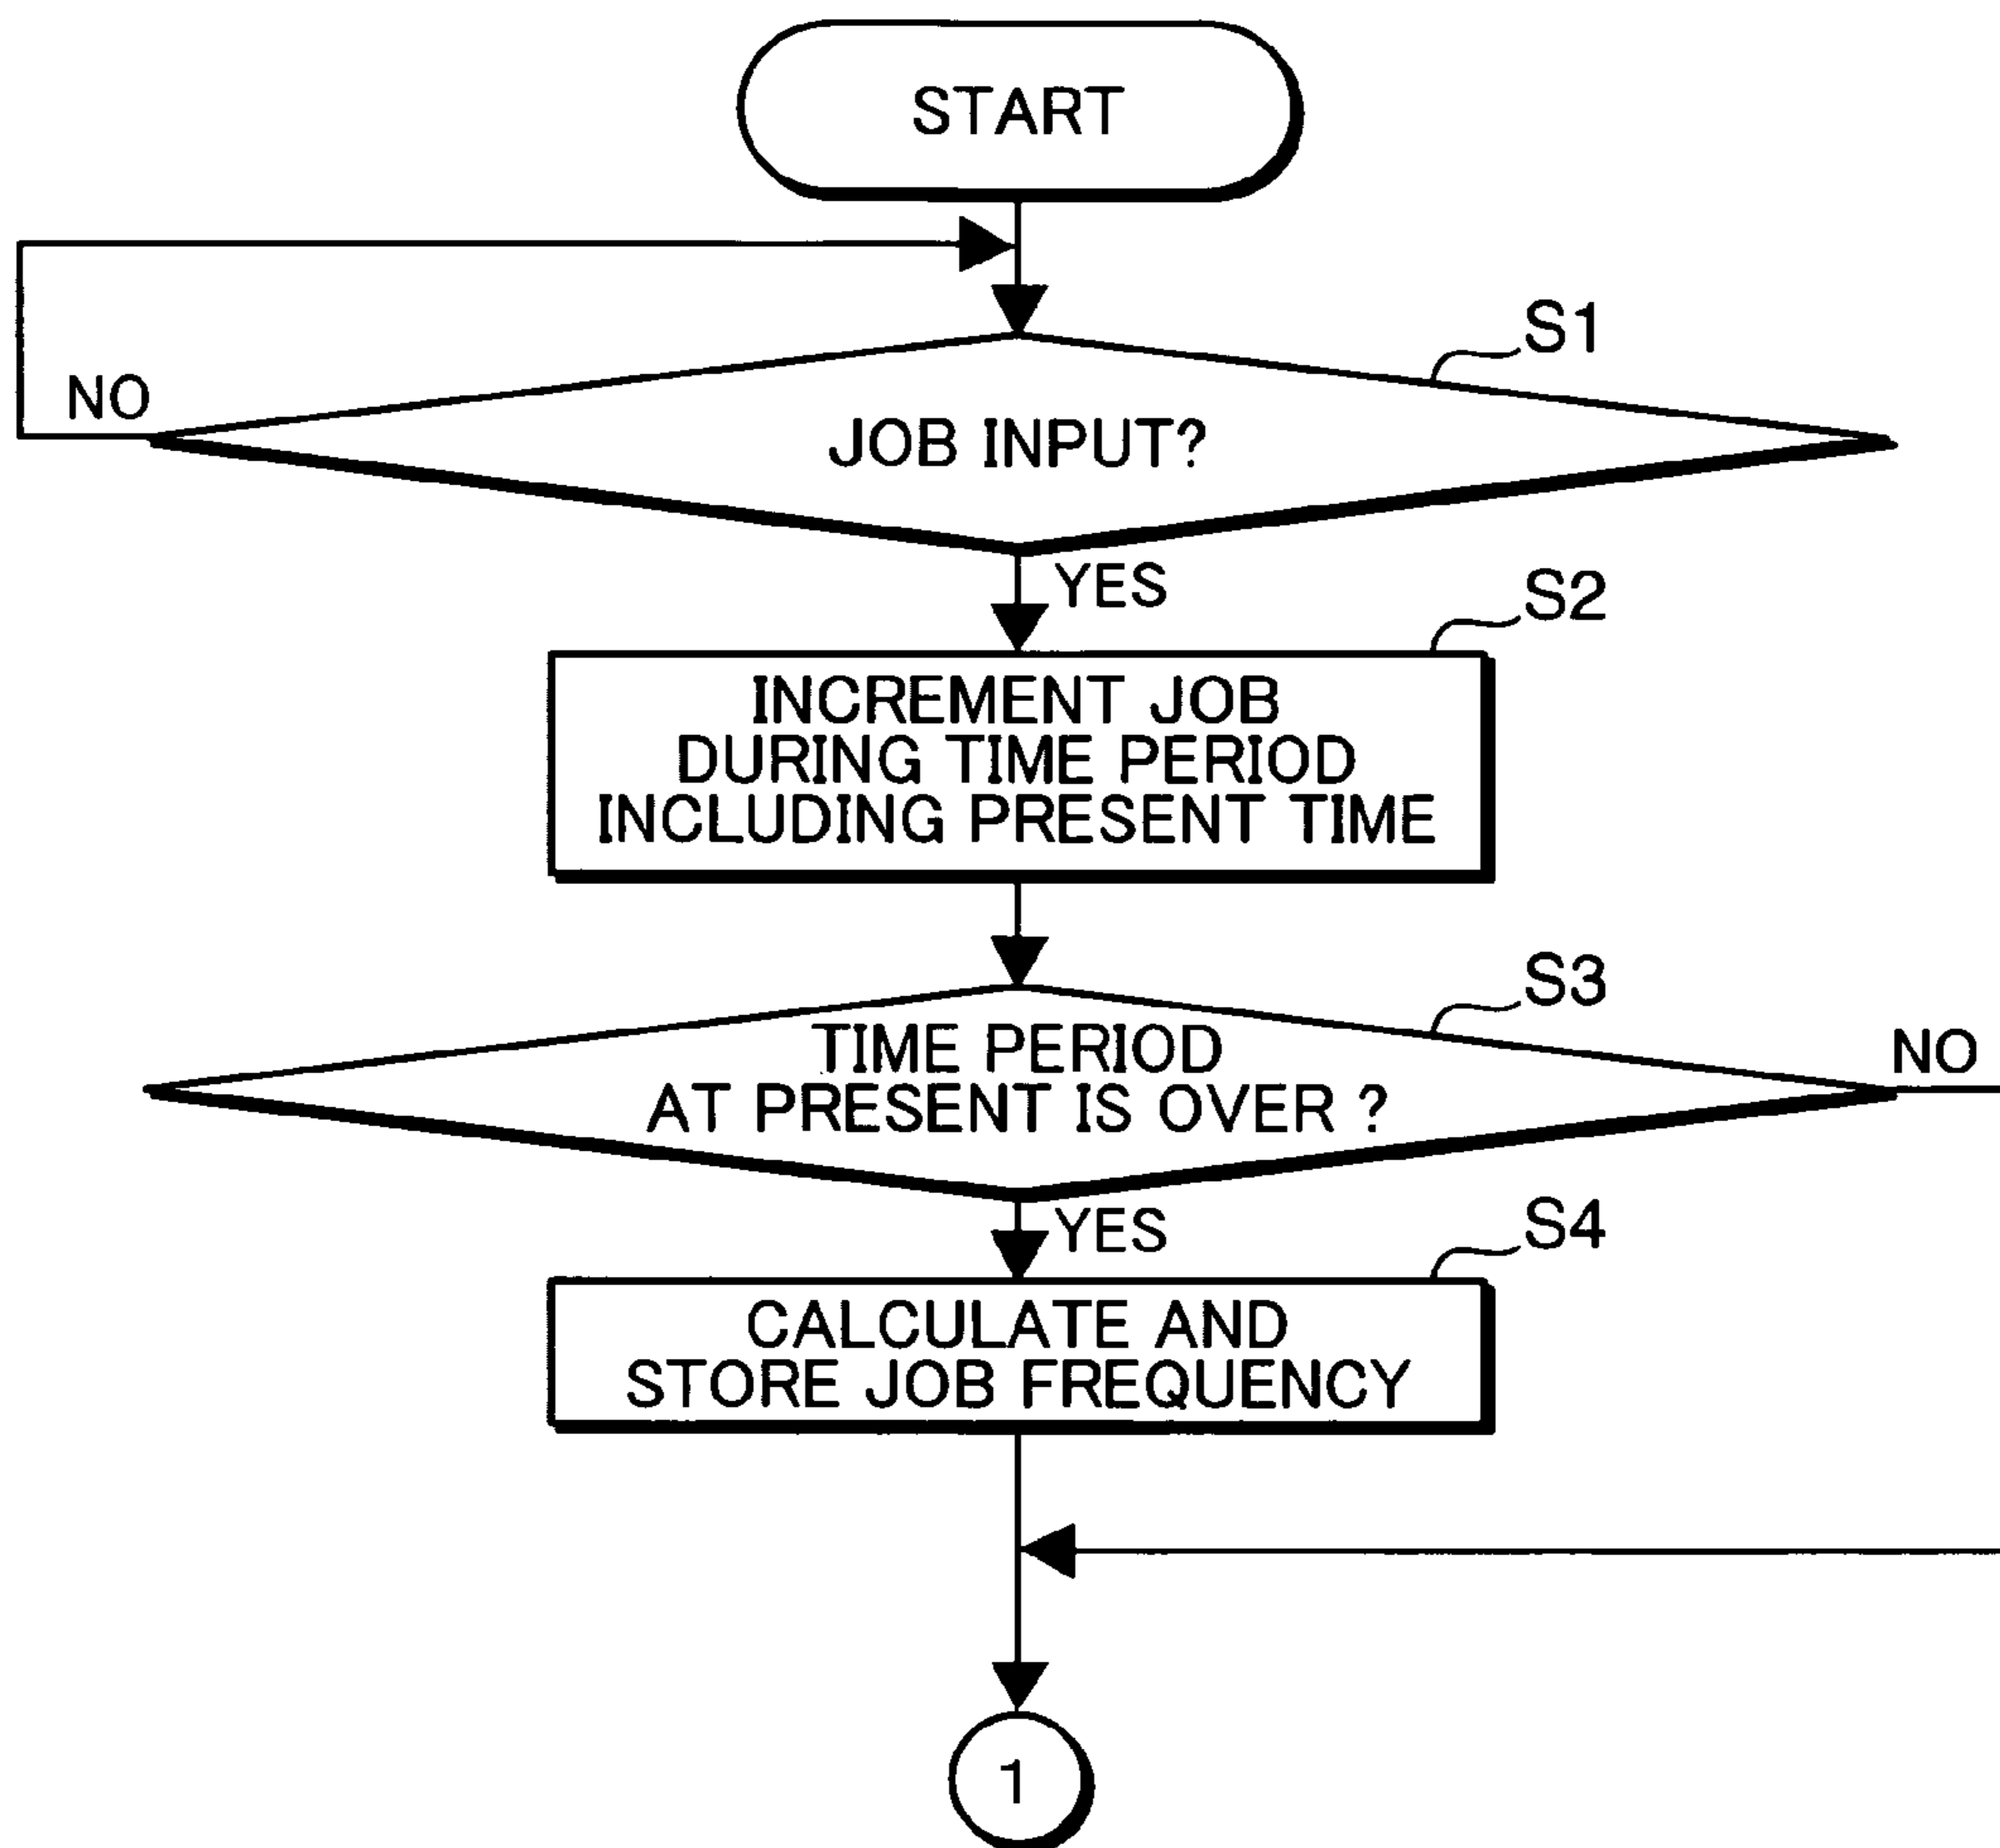 START
S1
NO
JOB INPUT?
YES
S2
INCREMENT JOB
DURING TIME PERIOD
INCLUDING PRESENT TIME
S3
TIME PERIOD
AT PRESENT IS OVER ?
NO
YES
S4
CALCULATE AND
STORE JOB FREQUENCY
1